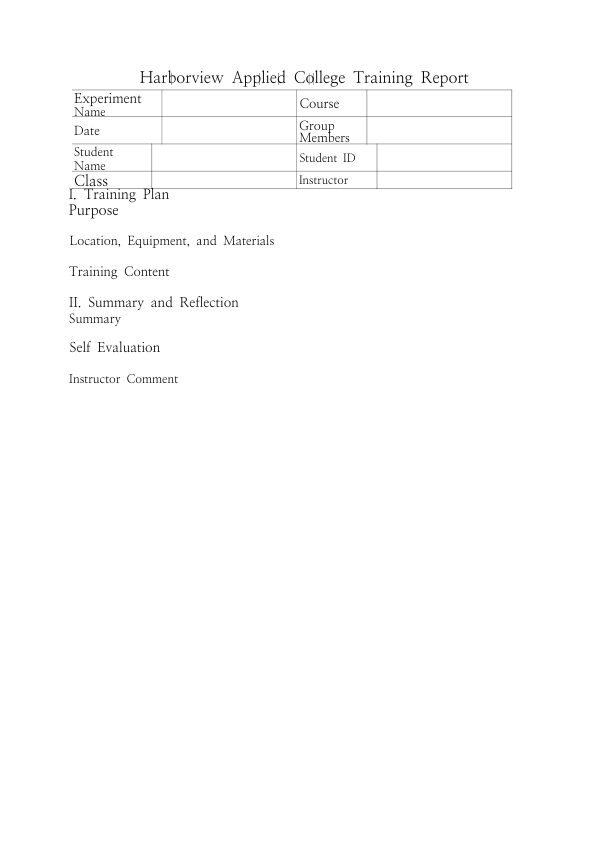 Harborview Applied College Training Report
Experiment
Name
Course
Date
Group
Members
Student
Name
Student ID
Class
Instructor
I. Training Plan
Purpose
Location, Equipment, and Materials
Training Content
II. Summary and Reflection
Summary
Self Evaluation
Instructor Comment